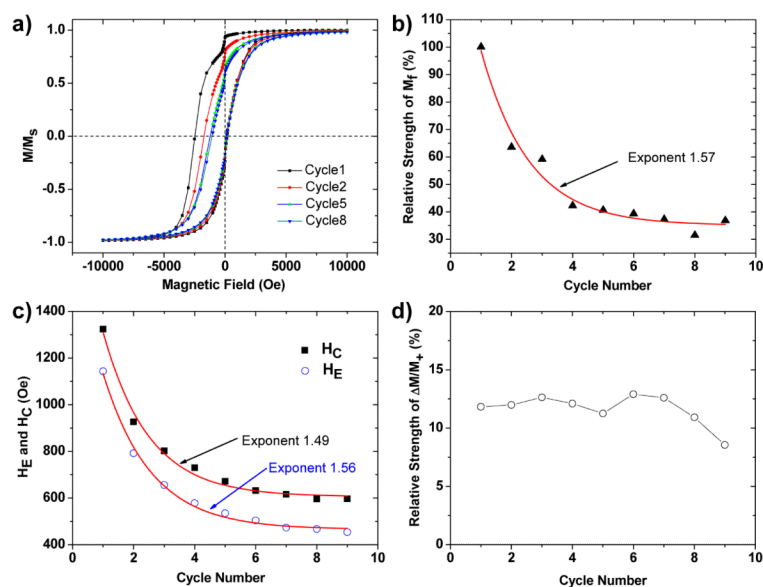 a)
1.0
0.5
0.0
-0.5
-1.0
M/Ms
Cycle1
Cycle2
Cycle5
Cycle8
-10000 -5000 0 5000 10000
Magnetic Field (Oe)
b)
110
100
90
80
70
60
50
40
30
Relative Strength of Mf (%)
Exponent 1.57
0 2 4 6 8 10
Cycle Number
c)
1400
1200
1000
800
600
400
HE and HC (Oe)
HC
HE
Exponent 1.49
Exponent 1.56
0 2 4 6 8 10
Cycle Number
d)
20
15
10
5
0
Relative Strength of ΔM/M+ (%)
0 2 4 6 8 10
Cycle Number